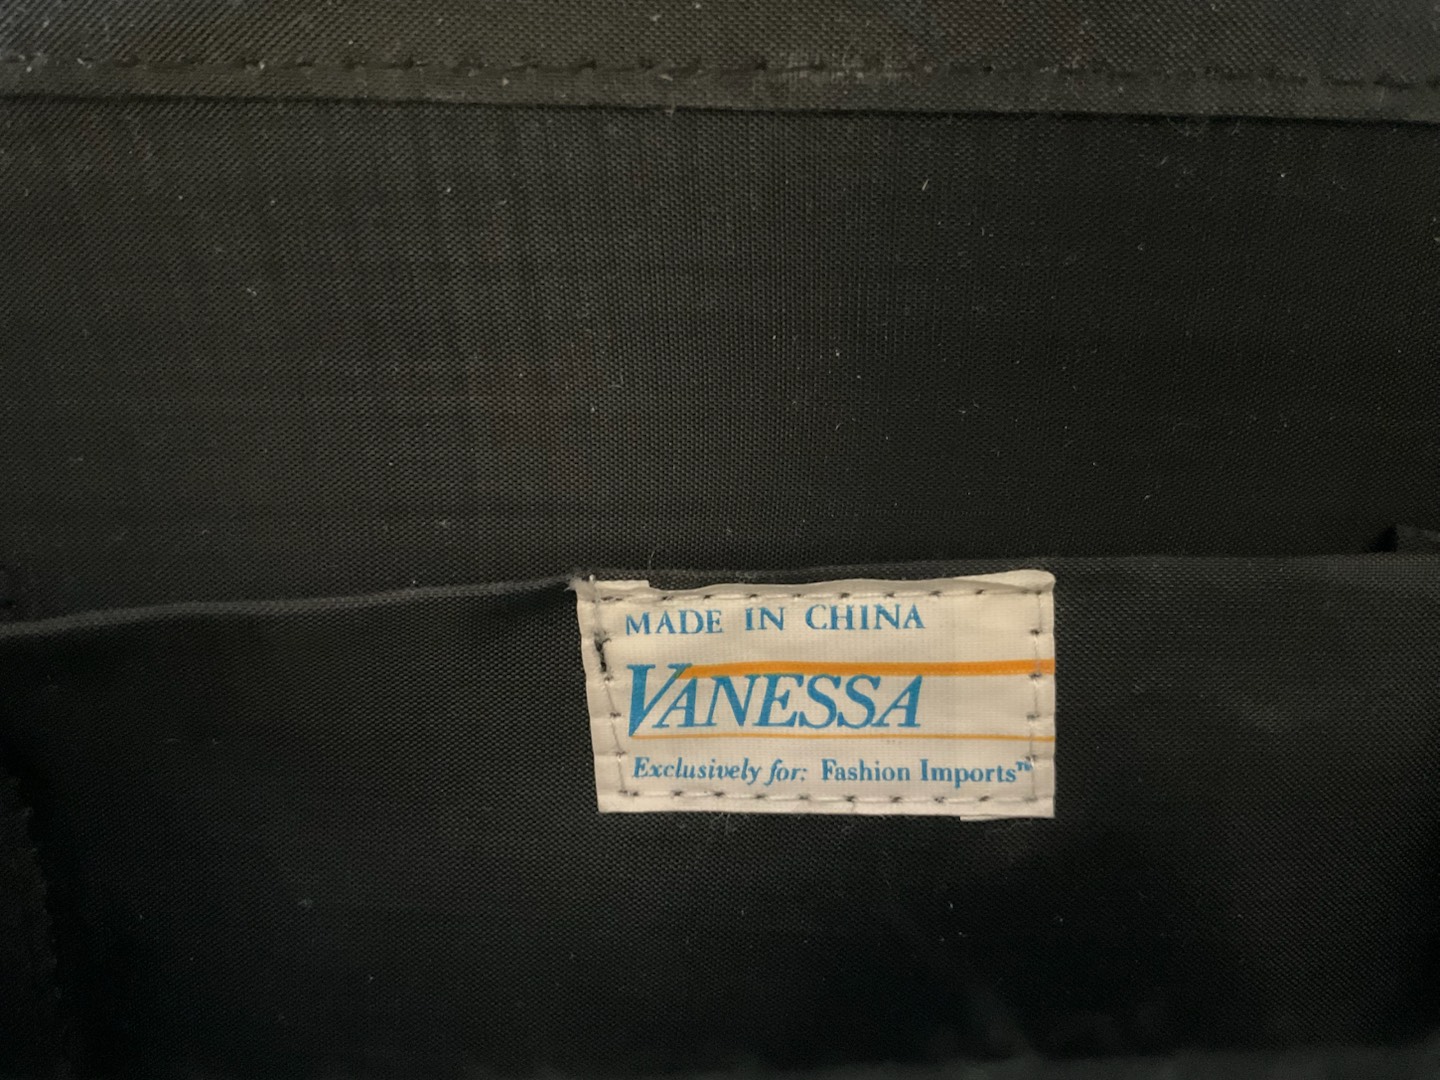 MADE IN CHINA
VANESSA
Exclusively for: Fashion Imports™